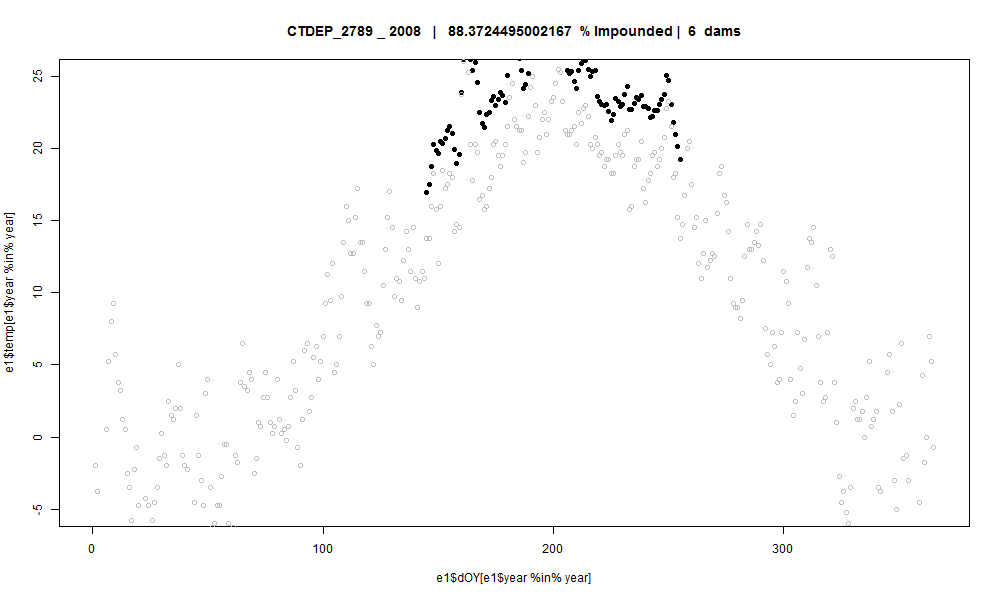 CTDEP_2789 _ 2008 | 88.3724495002167 % Impounded | 6 dams
25
20
15
10
5
0
-5
e1$temp[e1$year %in% year]
0 100 200 300
e1$dOY[e1$year %in% year]